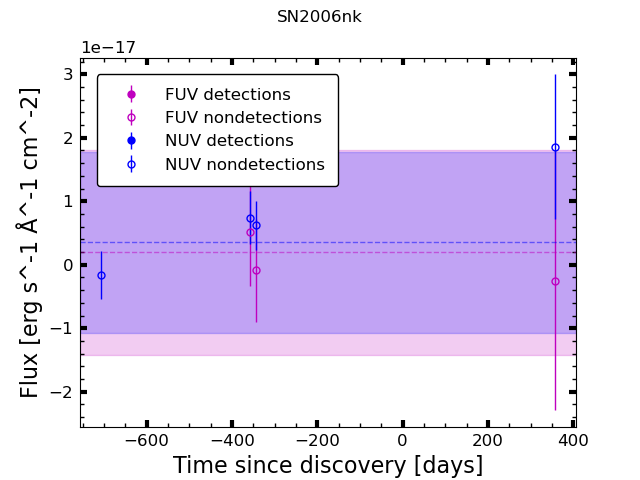 SN2006nk
1e−17
FUV detections
FUV nondetections
NUV detections
NUV nondetections
3
2
1
0
−1
−2
Flux [erg s^-1 Å^-1 cm^-2]
−600
−400
−200
0
200
400
Time since discovery [days]